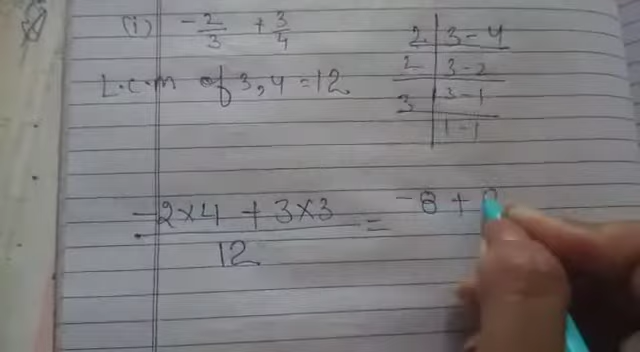 (i) -2/3 + 3/4
L.C.M of 3,4 = 12
2 | 3 - 4
2 | 3 - 2
3 | 3 - 1
1 - 1
-2×4 + 3×3 / 12 = -8 +